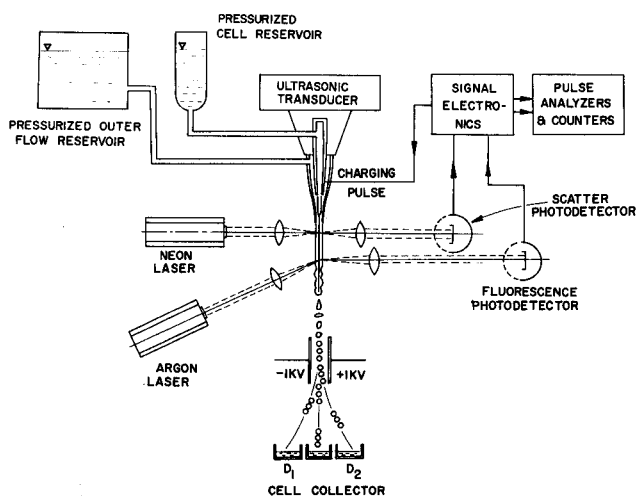 PRESSURIZED
CELL RESERVOIR
ULTRASONIC
TRANSDUCER
SIGNAL
ELECTRO-
NICS
PULSE
ANALYZERS
& COUNTERS
PRESSURIZED OUTER
FLOW RESERVOIR
CHARGING
PULSE
SCATTER
PHOTODETECTOR
NEON
LASER
FLUORESCENCE
PHOTODETECTOR
ARGON
LASER
-1KV
+1KV
D1
D2
CELL COLLECTOR